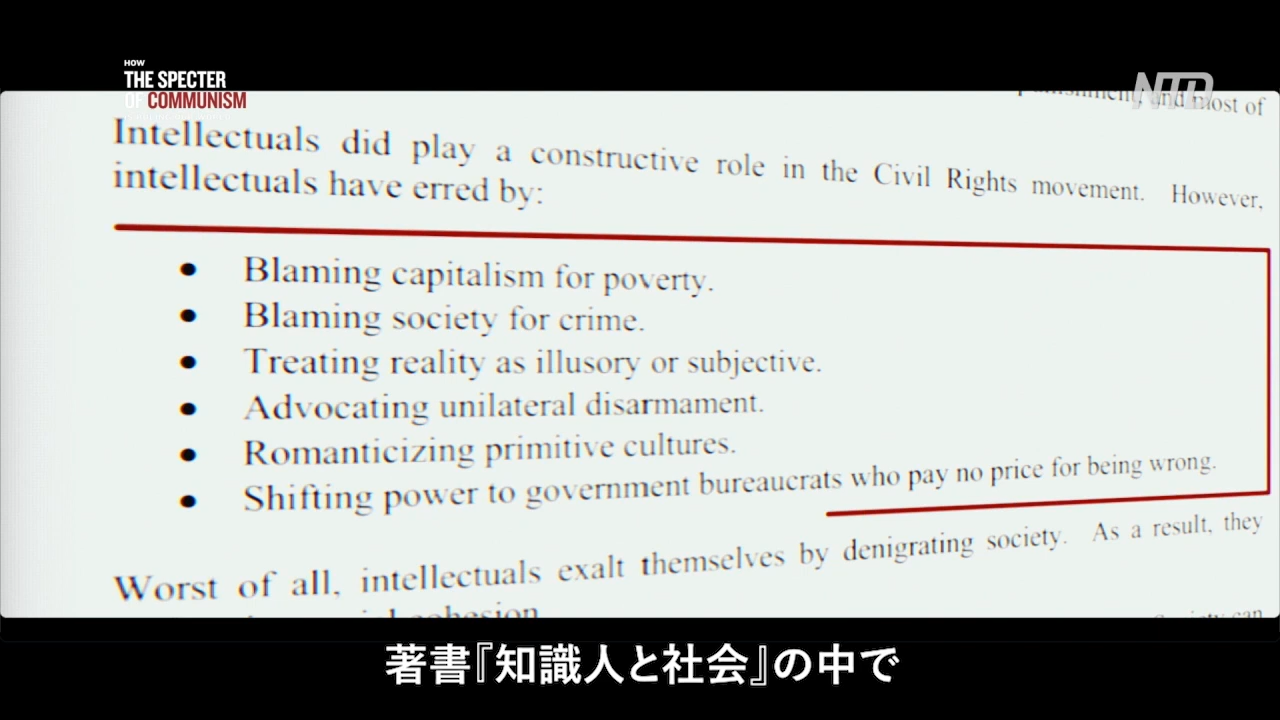 HOW
THE SPECTER
OF COMMUNISM
NTD
and most of
Intellectuals did play a constructive role in the Civil Rights movement. However,
intellectuals have erred by:
• Blaming capitalism for poverty.
• Blaming society for crime.
• Treating reality as illusory or subjective.
• Advocating unilateral disarmament.
• Romanticizing primitive cultures.
• Shifting power to government bureaucrats who pay no price for being wrong.
Worst of all, intellectuals exalt themselves by denigrating society. As a result, they
cohesion
著書『知識人と社会』の中で